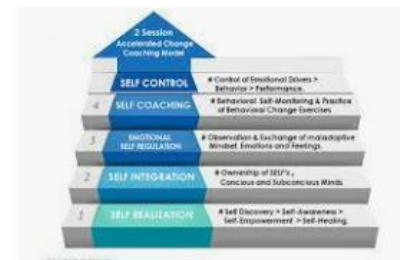 2 Session
Accelerated Change
Coaching Model
SELF CONTROL
# Control of Emotional Drivers >
Behavior > Performance.
4
SELF COACHING
# Behavioral Self-Monitoring & Practice
of Behavioral Change Exercises
3
EMOTIONAL
SELF REGULATION
# Observation & Exchange of maladaptive
Mindset, Emotions and Feelings.
2
SELF INTEGRATION
# Ownership of SELF's,
Concious and Subconcious Minds
1
SELF REALIZATION
# Self Discovery > Self-Awareness >
Self-Empowerment > Self-Healing.